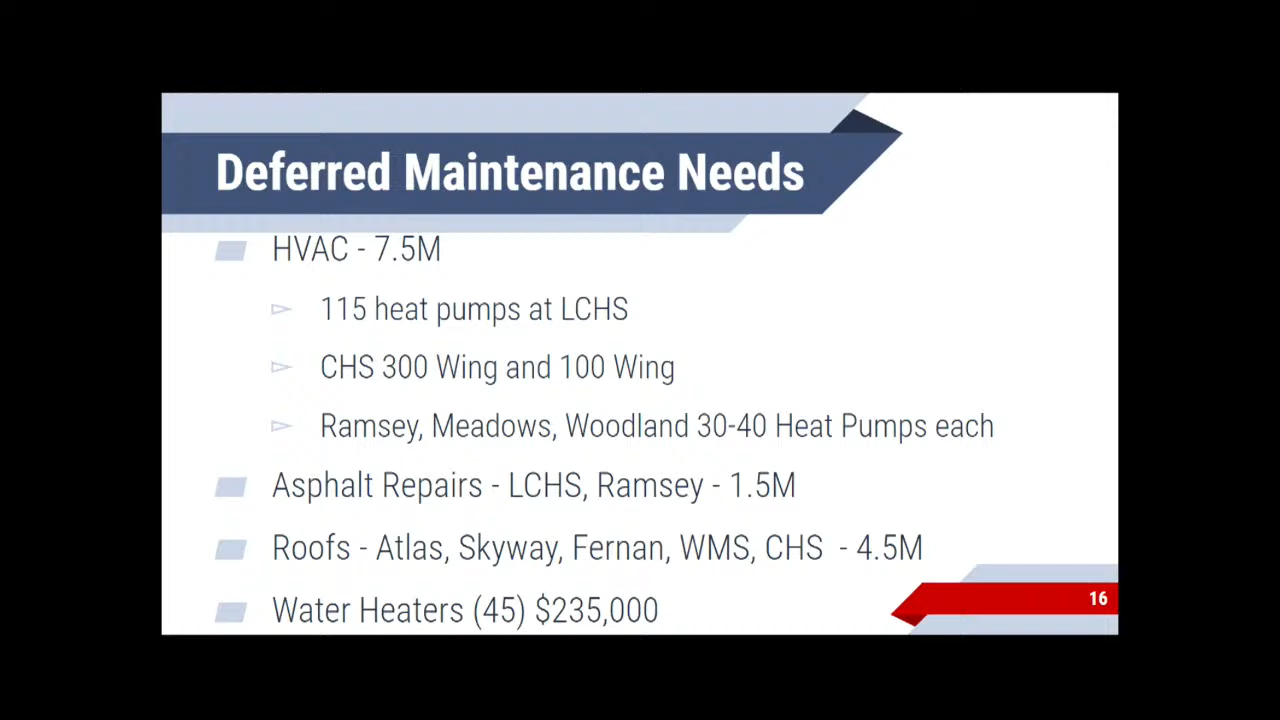 Deferred Maintenance Needs
HVAC - 7.5M
115 heat pumps at LCHS
CHS 300 Wing and 100 Wing
Ramsey, Meadows, Woodland 30-40 Heat Pumps each
Asphalt Repairs - LCHS, Ramsey - 1.5M
Roofs - Atlas, Skyway, Fernan, WMS, CHS - 4.5M
Water Heaters (45) $235,000
16